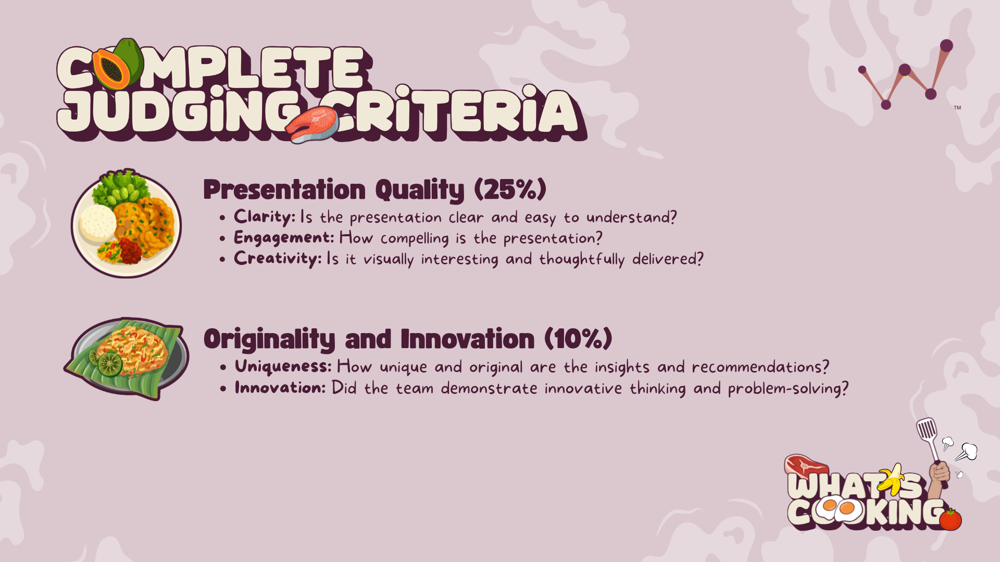 COMPLETE
JUDGING CRITERIA
TM
Presentation Quality (25%)
• Clarity: Is the presentation clear and easy to understand?
• Engagement: How compelling is the presentation?
• Creativity: Is it visually interesting and thoughtfully delivered?
Originality and Innovation (10%)
• Uniqueness: How unique and original are the insights and recommendations?
• Innovation: Did the team demonstrate innovative thinking and problem-solving?
WHAT'S
COOKING